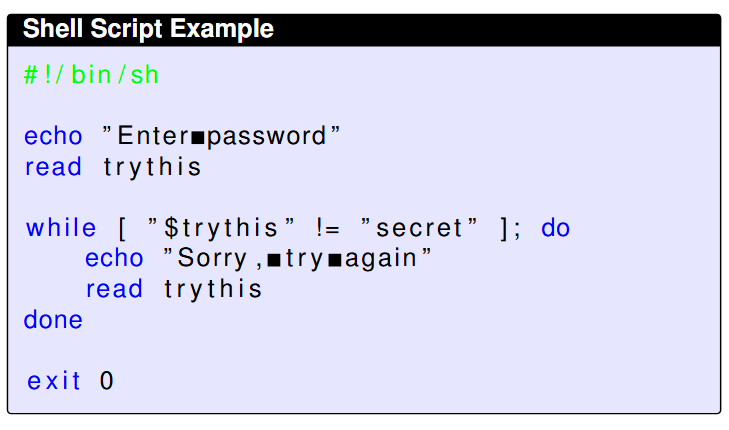 Shell Script Example
#!/bin/sh
echo ”Enter■password”
read trythis
while [ ”$trythis” != ”secret” ]; do
echo ”Sorry,■try■again”
read trythis
done
exit 0